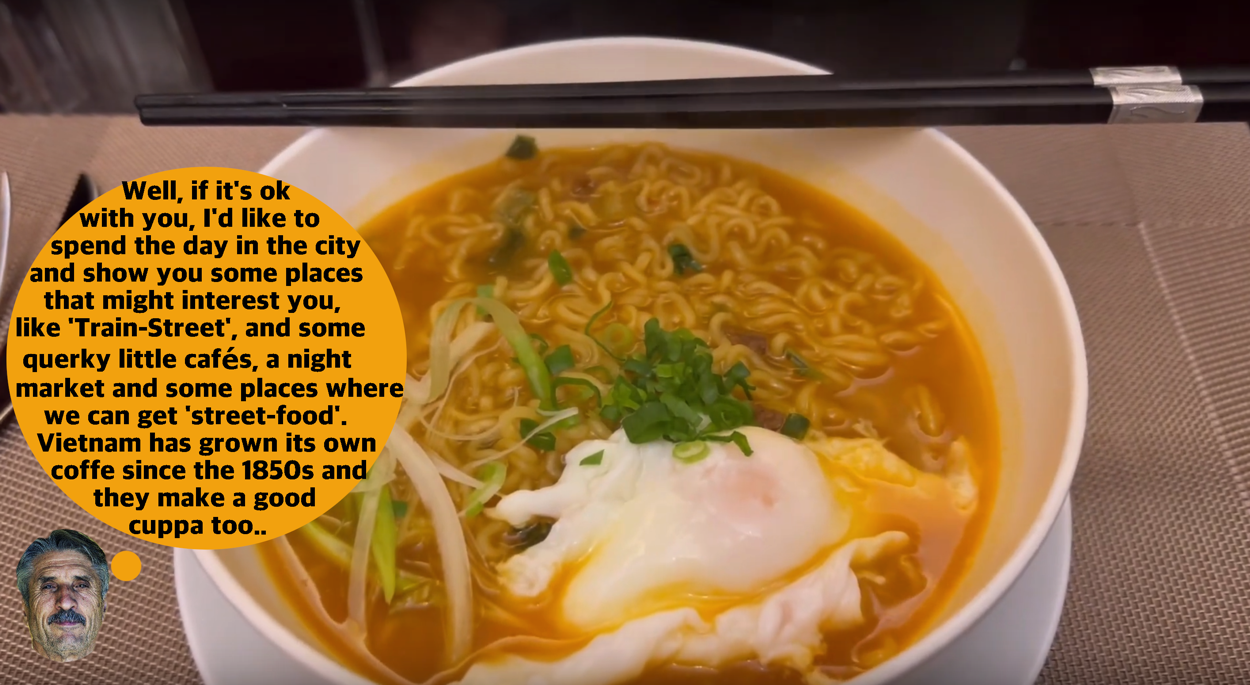 Well, if it's ok
with you, I'd like to
spend the day in the city
and show you some places
that might interest you,
like 'Train-Street', and some
querky little cafés, a night
market and some places where
we can get 'street-food'.
Vietnam has grown its own
coffe since the 1850s and
they make a good
cuppa too..